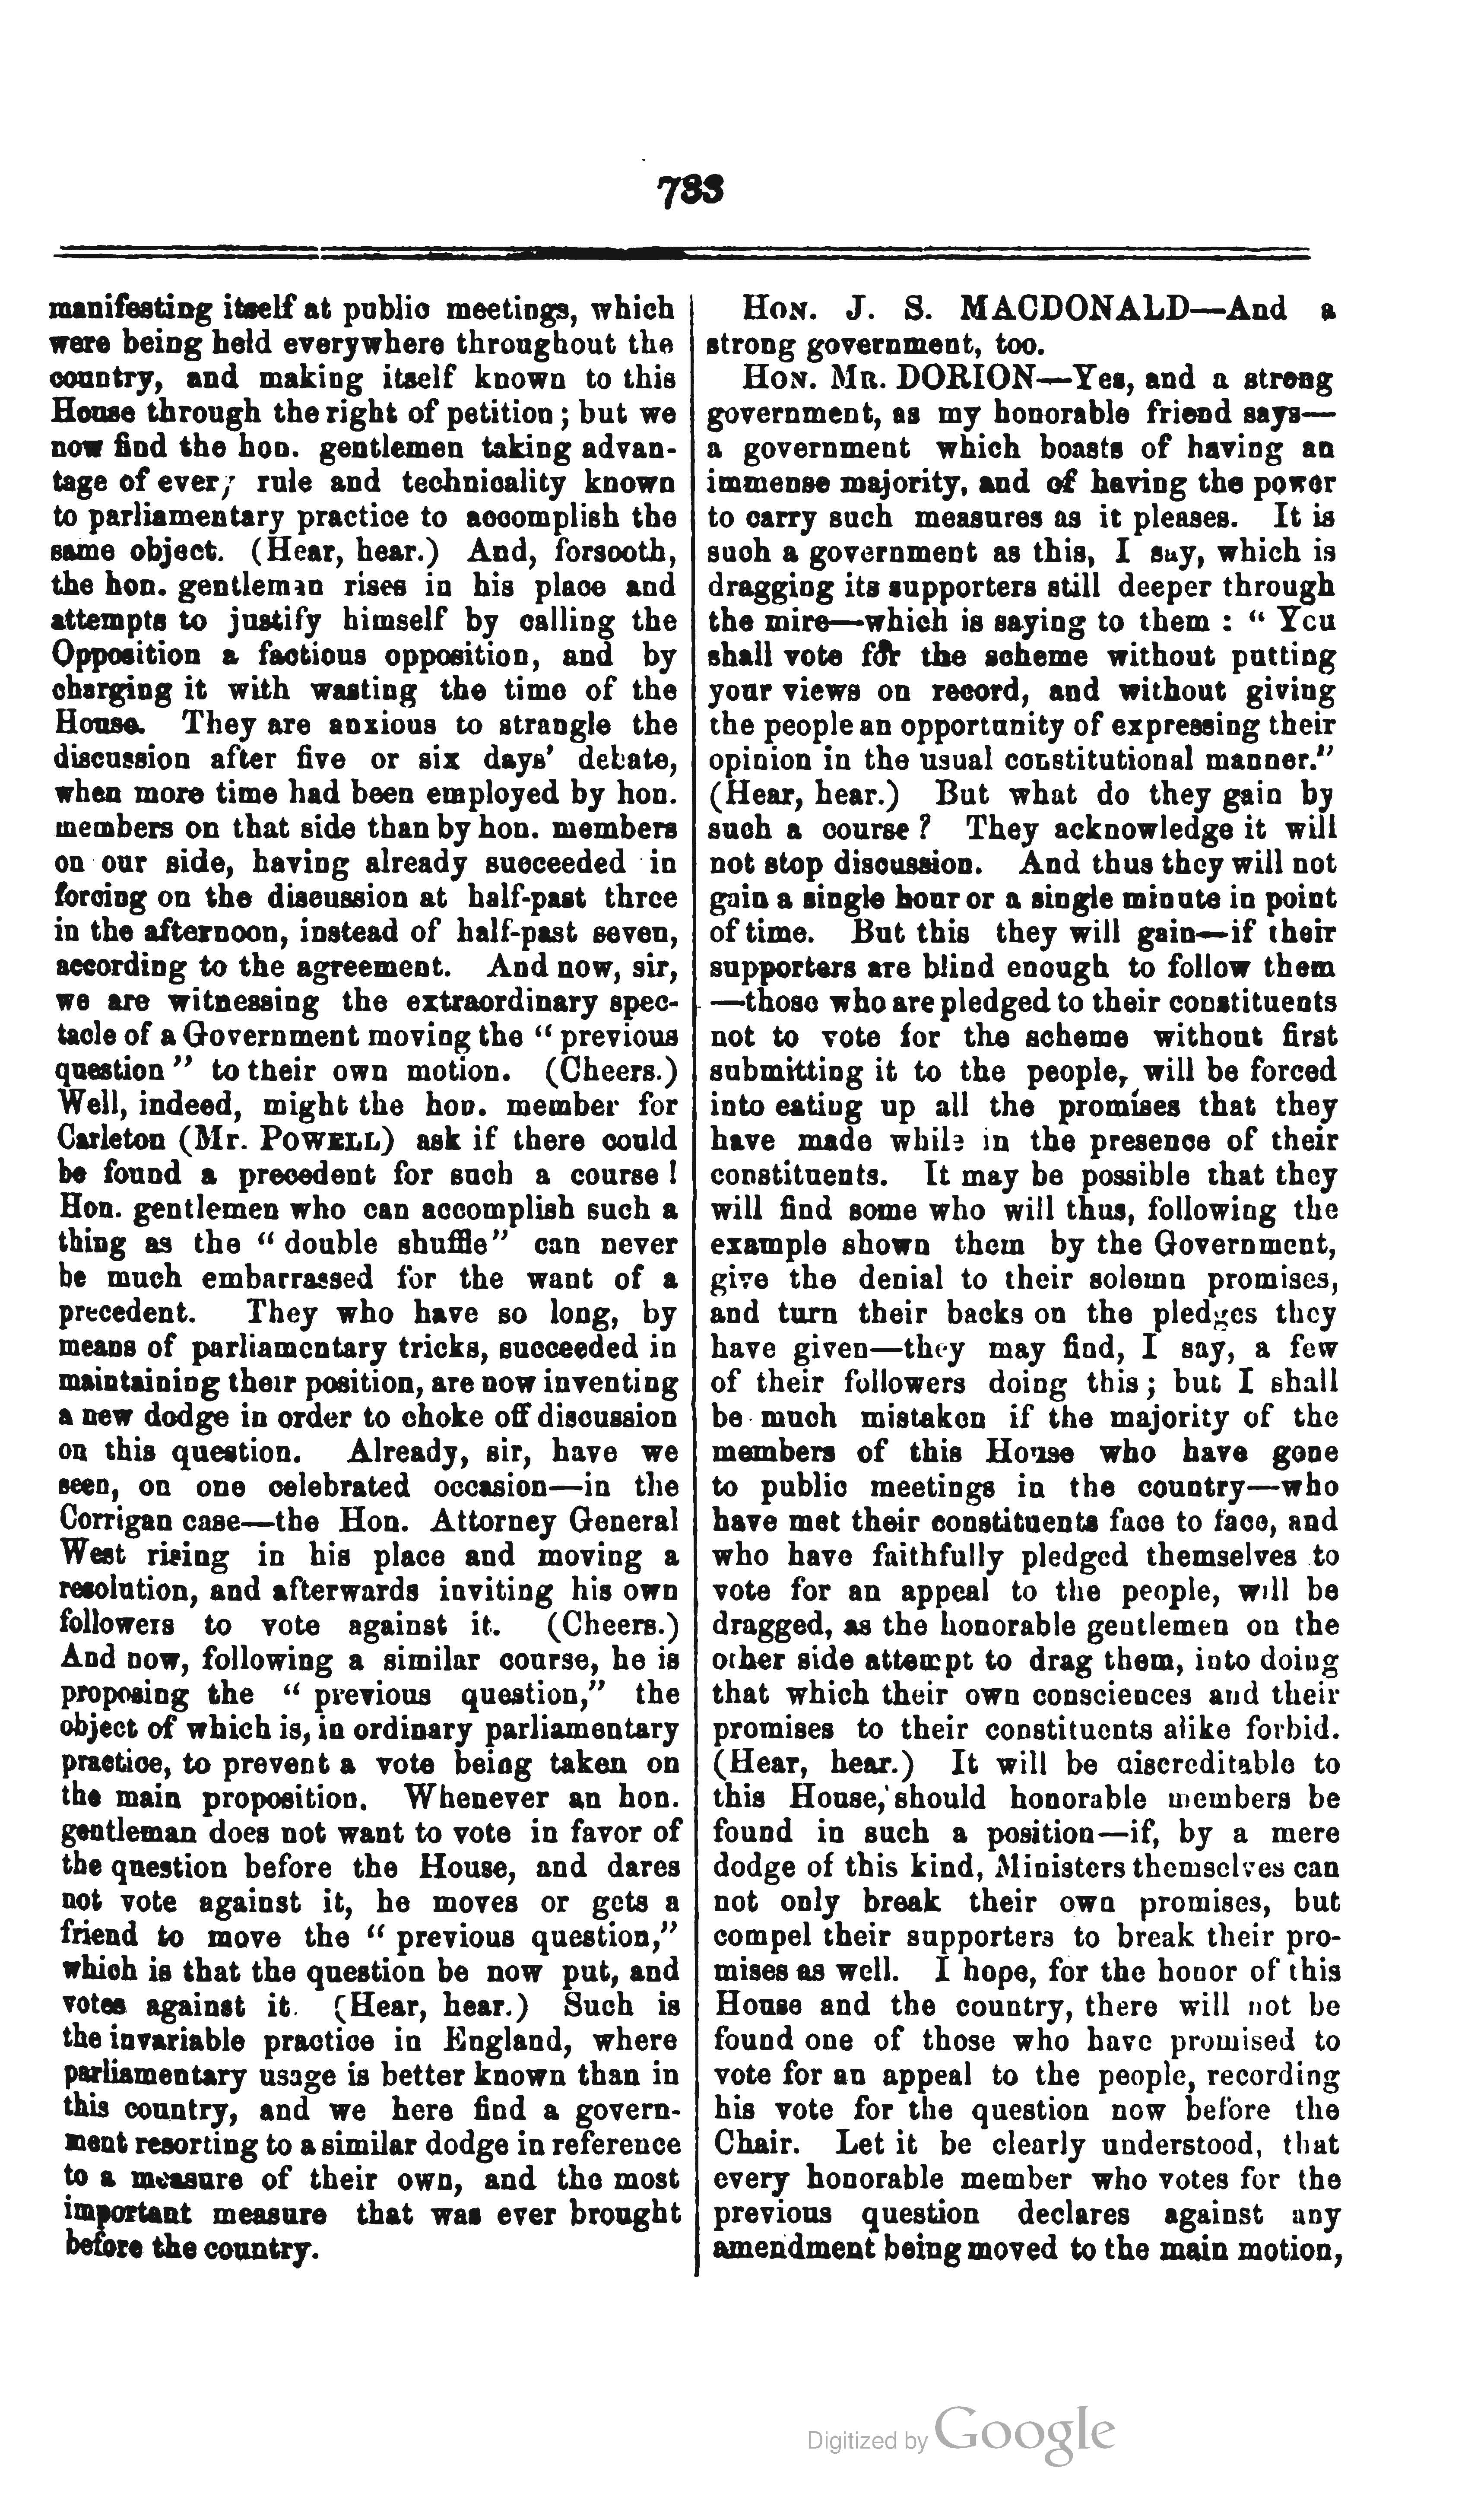 733
manifesting itself at public meetings, which
were being held everywhere throughout the
country, and making itself known to this
House through the right of petition; but we
now find the hon. gentlemen taking advan-
tage of every rule and technicality known
to parliamentary practice to accomplish the
same object. (Hear, hear.) And, forsooth,
the hon. gentleman rises in his place and
attempts to justify himself by calling the
Opposition a factious opposition, and by
charging it with wasting the time of the
House. They are anxious to strangle the
discussion after five or six days' debate,
when more time had been employed by hon.
members on that side than by hon. members
on our side, having already succeeded in
forcing on the discussion at half-past three
in the afternoon, instead of half-past seven,
according to the agreement. And now, sir,
we are witnessing the extraordinary spec-
tacle of a Government moving the "previous
question" to their own motion. (Cheers.)
Well, indeed, might the hon. member for
Carleton (Mr. POWELL) ask if there could
be found a precedent for such a course!
Hon. gentlemen who can accomplish such a
thing as the "double shuffle" can never
be much embarrassed for the want of a
precedent. They who have so long, by
means of parliamentary tricks, succeeded in
maintaining their position, are now inventing
a new dodge in order to choke off discussion
on this question. Already, sir, have we
seen, on one celebrated occasion—in the
Corrigan case—the Hon. Attorney General
West rising in his place and moving a
resolution, and afterwards inviting his own
followers to vote against it. (Cheers.)
And now, following a similar course, he is
proposing the "previous question," the
object of which is, in ordinary parliamentary
practice, to prevent a vote being taken on
the main proposition. Whenever an hon.
gentleman does not want to vote in favor of
the question before the House, and dares
not vote against it, he moves or gets a
friend to move the "previous question,"
which is that the question be now put, and
votes against it. (Hear, hear.) Such is
the invariable practice in England, where
parliamentary usage is better known than in
this country, and we here find a govern-
ment resorting to a similar dodge in reference
to a measure of their own, and the most
important measure that was ever brought
before the country.
HON. J. S. MACDONALD—And a
strong government, too.
HON. MR. DORION—Yes, and a strong
government, as my honorable friend says—
a government which boasts of having an
immense majority, and of having the power
to carry such measures as it pleases. It is
such a government as this, I say, which is
dragging its supporters still deeper through
the mire—which is saying to them : "You
shall vote for the scheme without putting
your views on record, and without giving
the people an opportunity of expressing their
opinion in the usual constitutional manner."
(Hear, hear.) But what do they gain by
such a course? They acknowledge it will
not stop discussion. And thus they will not
gain a single hour or a single minute in point
of time. But this they will gain—if their
supporters are blind enough to follow them
—those who are pledged to their constituents
not to vote for the scheme without first
submitting it to the people, will be forced
into eating up all the promises that they
have made while in the presence of their
constituents. It may be possible that they
will find some who will thus, following the
example shown them by the Government,
give the denial to their solemn promises,
and turn their backs on the pledges they
have given—they may find, I say, a few
of their followers doing this; but I shall
be much mistaken if the majority of the
members of this House who have gone
to public meetings in the country—who
have met their constituents face to face, and
who have faithfully pledged themselves to
vote for an appeal to the people, will be
dragged, as the honorable gentlemen on the
other side attempt to drag them, into doing
that which their own consciences and their
promises to their constituents alike forbid.
(Hear, hear.) It will be discreditable to
this House, should honorable members be
found in such a position—if, by a mere
dodge of this kind, Ministers themselves can
not only break their own promises, but
compel their supporters to break their pro-
mises as well. I hope, for the honor of this
House and the country, there will not be
found one of those who have promised to
vote for an appeal to the people, recording
his vote for the question now before the
Chair. Let it be clearly understood, that
every honorable member who votes for the
previous question declares against any
amendment being moved to the main motion,
Digitized by Google